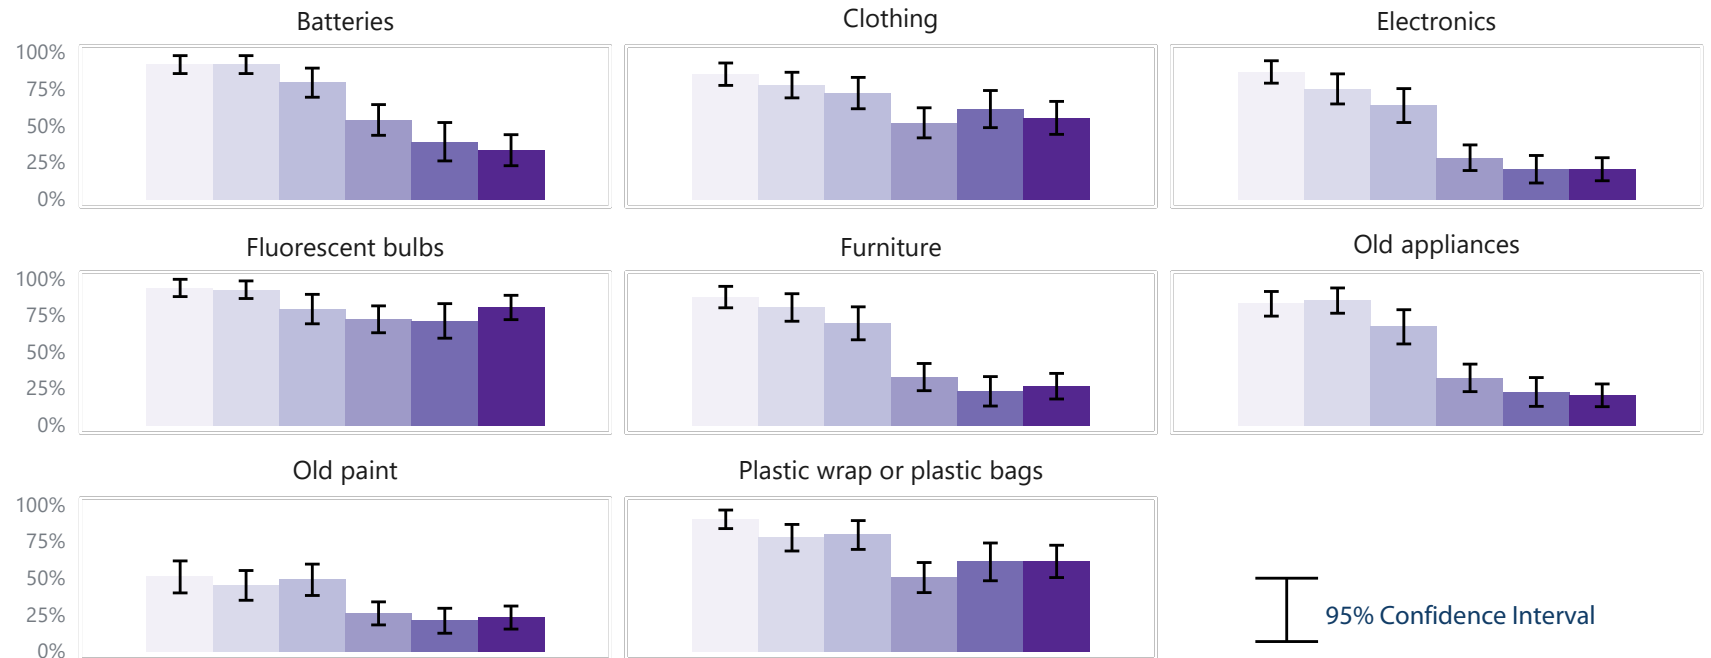 Batteries
Clothing
Electronics
100%
75%
50%
25%
0%
Fluorescent bulbs
Furniture
Old appliances
100%
75%
50%
25%
0%
Old paint
Plastic wrap or plastic bags
100%
75%
50%
25%
0%
95% Confidence Interval